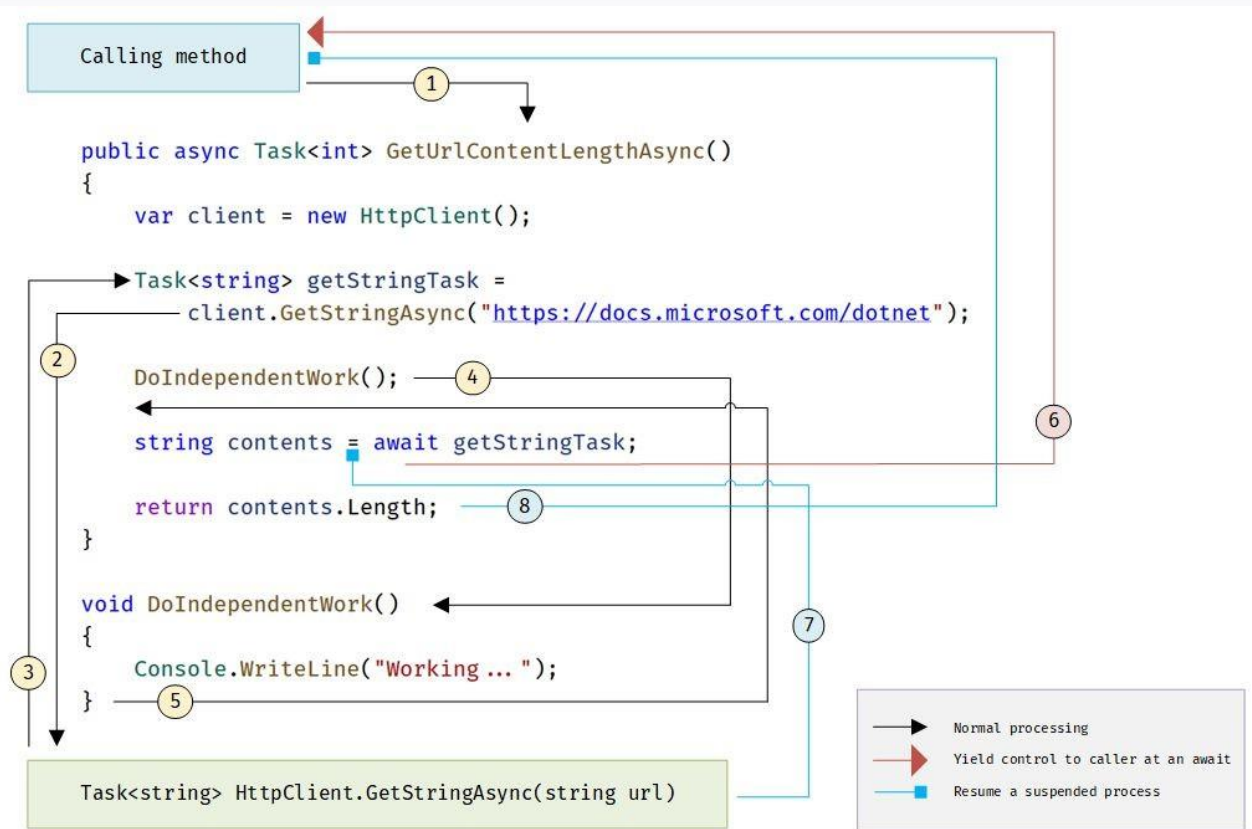 Calling method
1
public async Task<int> GetUrlContentLengthAsync()
{
var client = new HttpClient();
Task<string> getStringTask =
client.GetStringAsync("https://docs.microsoft.com/dotnet");
2
DoIndependentWork();
4
6
string contents = await getStringTask;
return contents.Length;
8
}
void DoIndependentWork()
{
7
3
Console.WriteLine("Working...");
}
5
Normal processing
Yield control to caller at an await
Resume a suspended process
Task<string> HttpClient.GetStringAsync(string url)